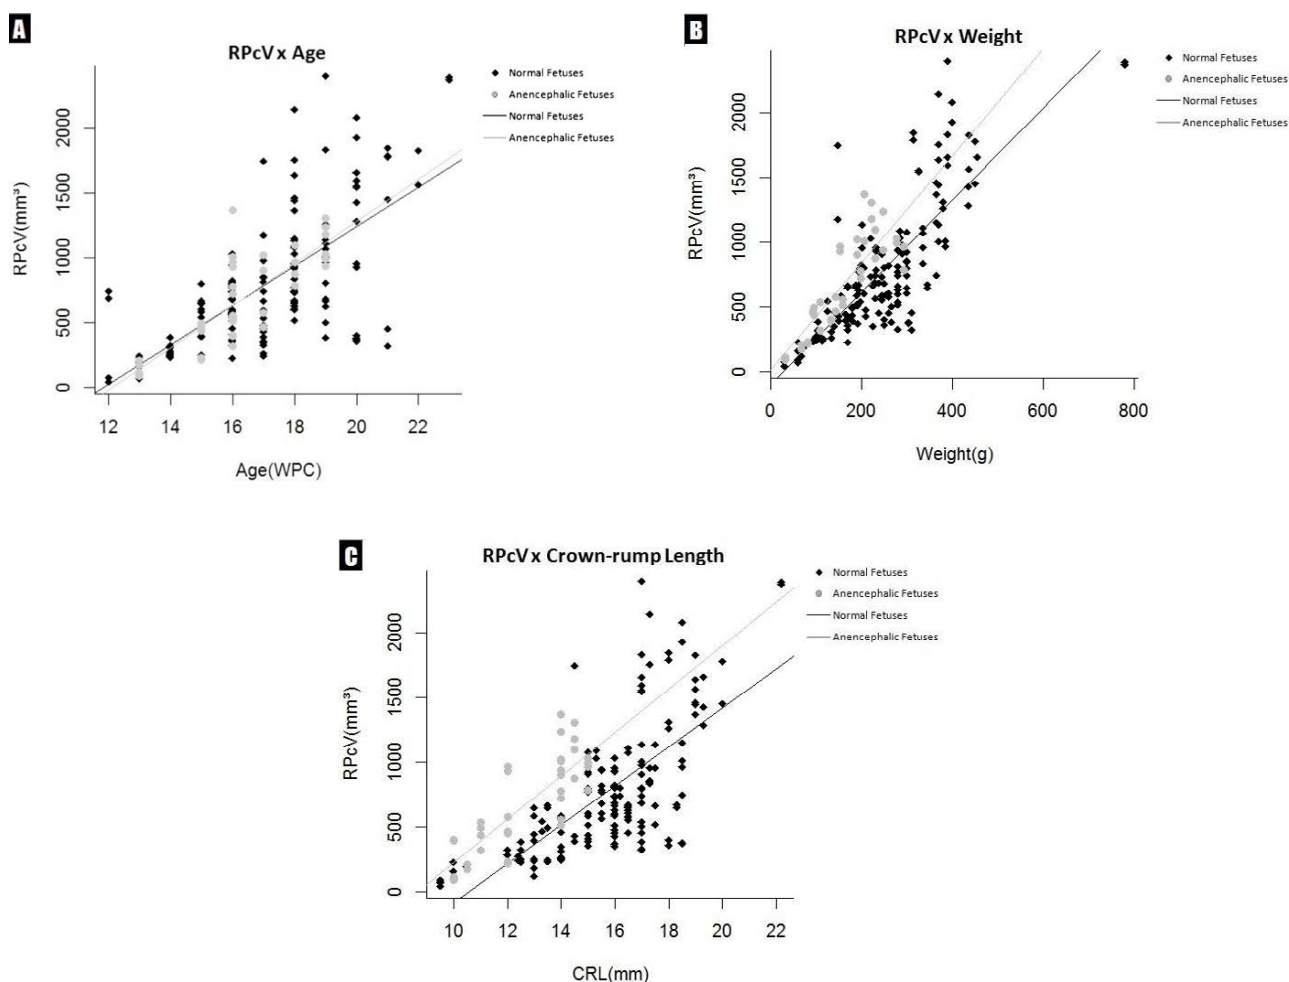 A
RPcV x Age
RPcV(mm³)
2000
1500
1000
500
0
12 14 16 18 20 22
Age(WPC)
Normal Fetuses
Anencephalic Fetuses
Normal Fetuses
Anencephalic Fetuses
B
RPcV x Weight
RPcV(mm³)
2000
1500
1000
500
0
0 200 400 600 800
Weight(g)
Normal Fetuses
Anencephalic Fetuses
Normal Fetuses
Anencephalic Fetuses
C
RPcV x Crown-rump Length
RPcV(mm³)
2000
1500
1000
500
0
10 12 14 16 18 20 22
CRL(mm)
Normal Fetuses
Anencephalic Fetuses
Normal Fetuses
Anencephalic Fetuses